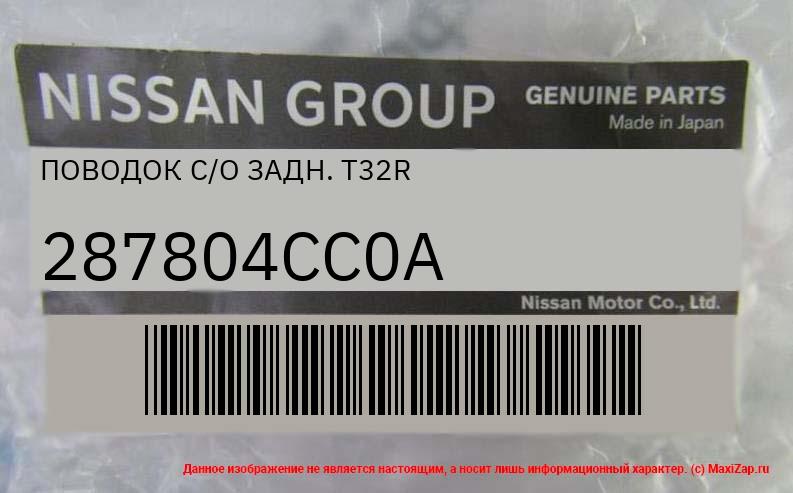 NISSAN GROUP GENUINE PARTS
Made in Japan
ПОВОДОК С/О ЗАДН. T32R
287804CC0A
Nissan Motor Co., Ltd.
Данное изображение не является настоящим, а носит лишь информационный характер. (c) MaxiZap.ru